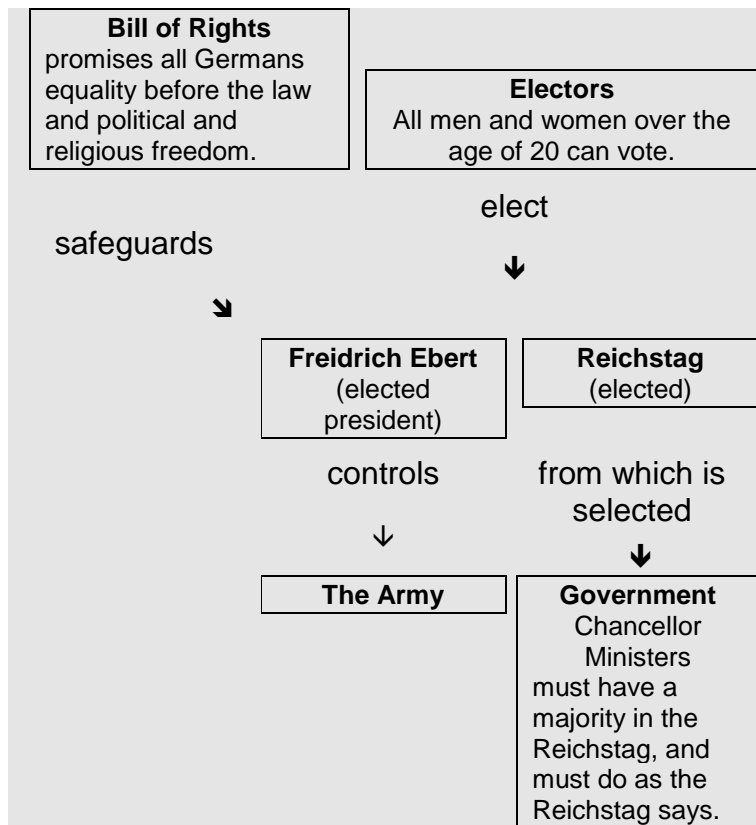 Bill of Rights
promises all Germans
equality before the law
and political and
religious freedom.
Electors
All men and women over the
age of 20 can vote.
elect
safeguards
Freidrich Ebert
(elected
president)
Reichstag
(elected)
controls
from which is
selected
The Army
Government
Chancellor
Ministers
must have a
majority in the
Reichstag, and
must do as the
Reichstag says.